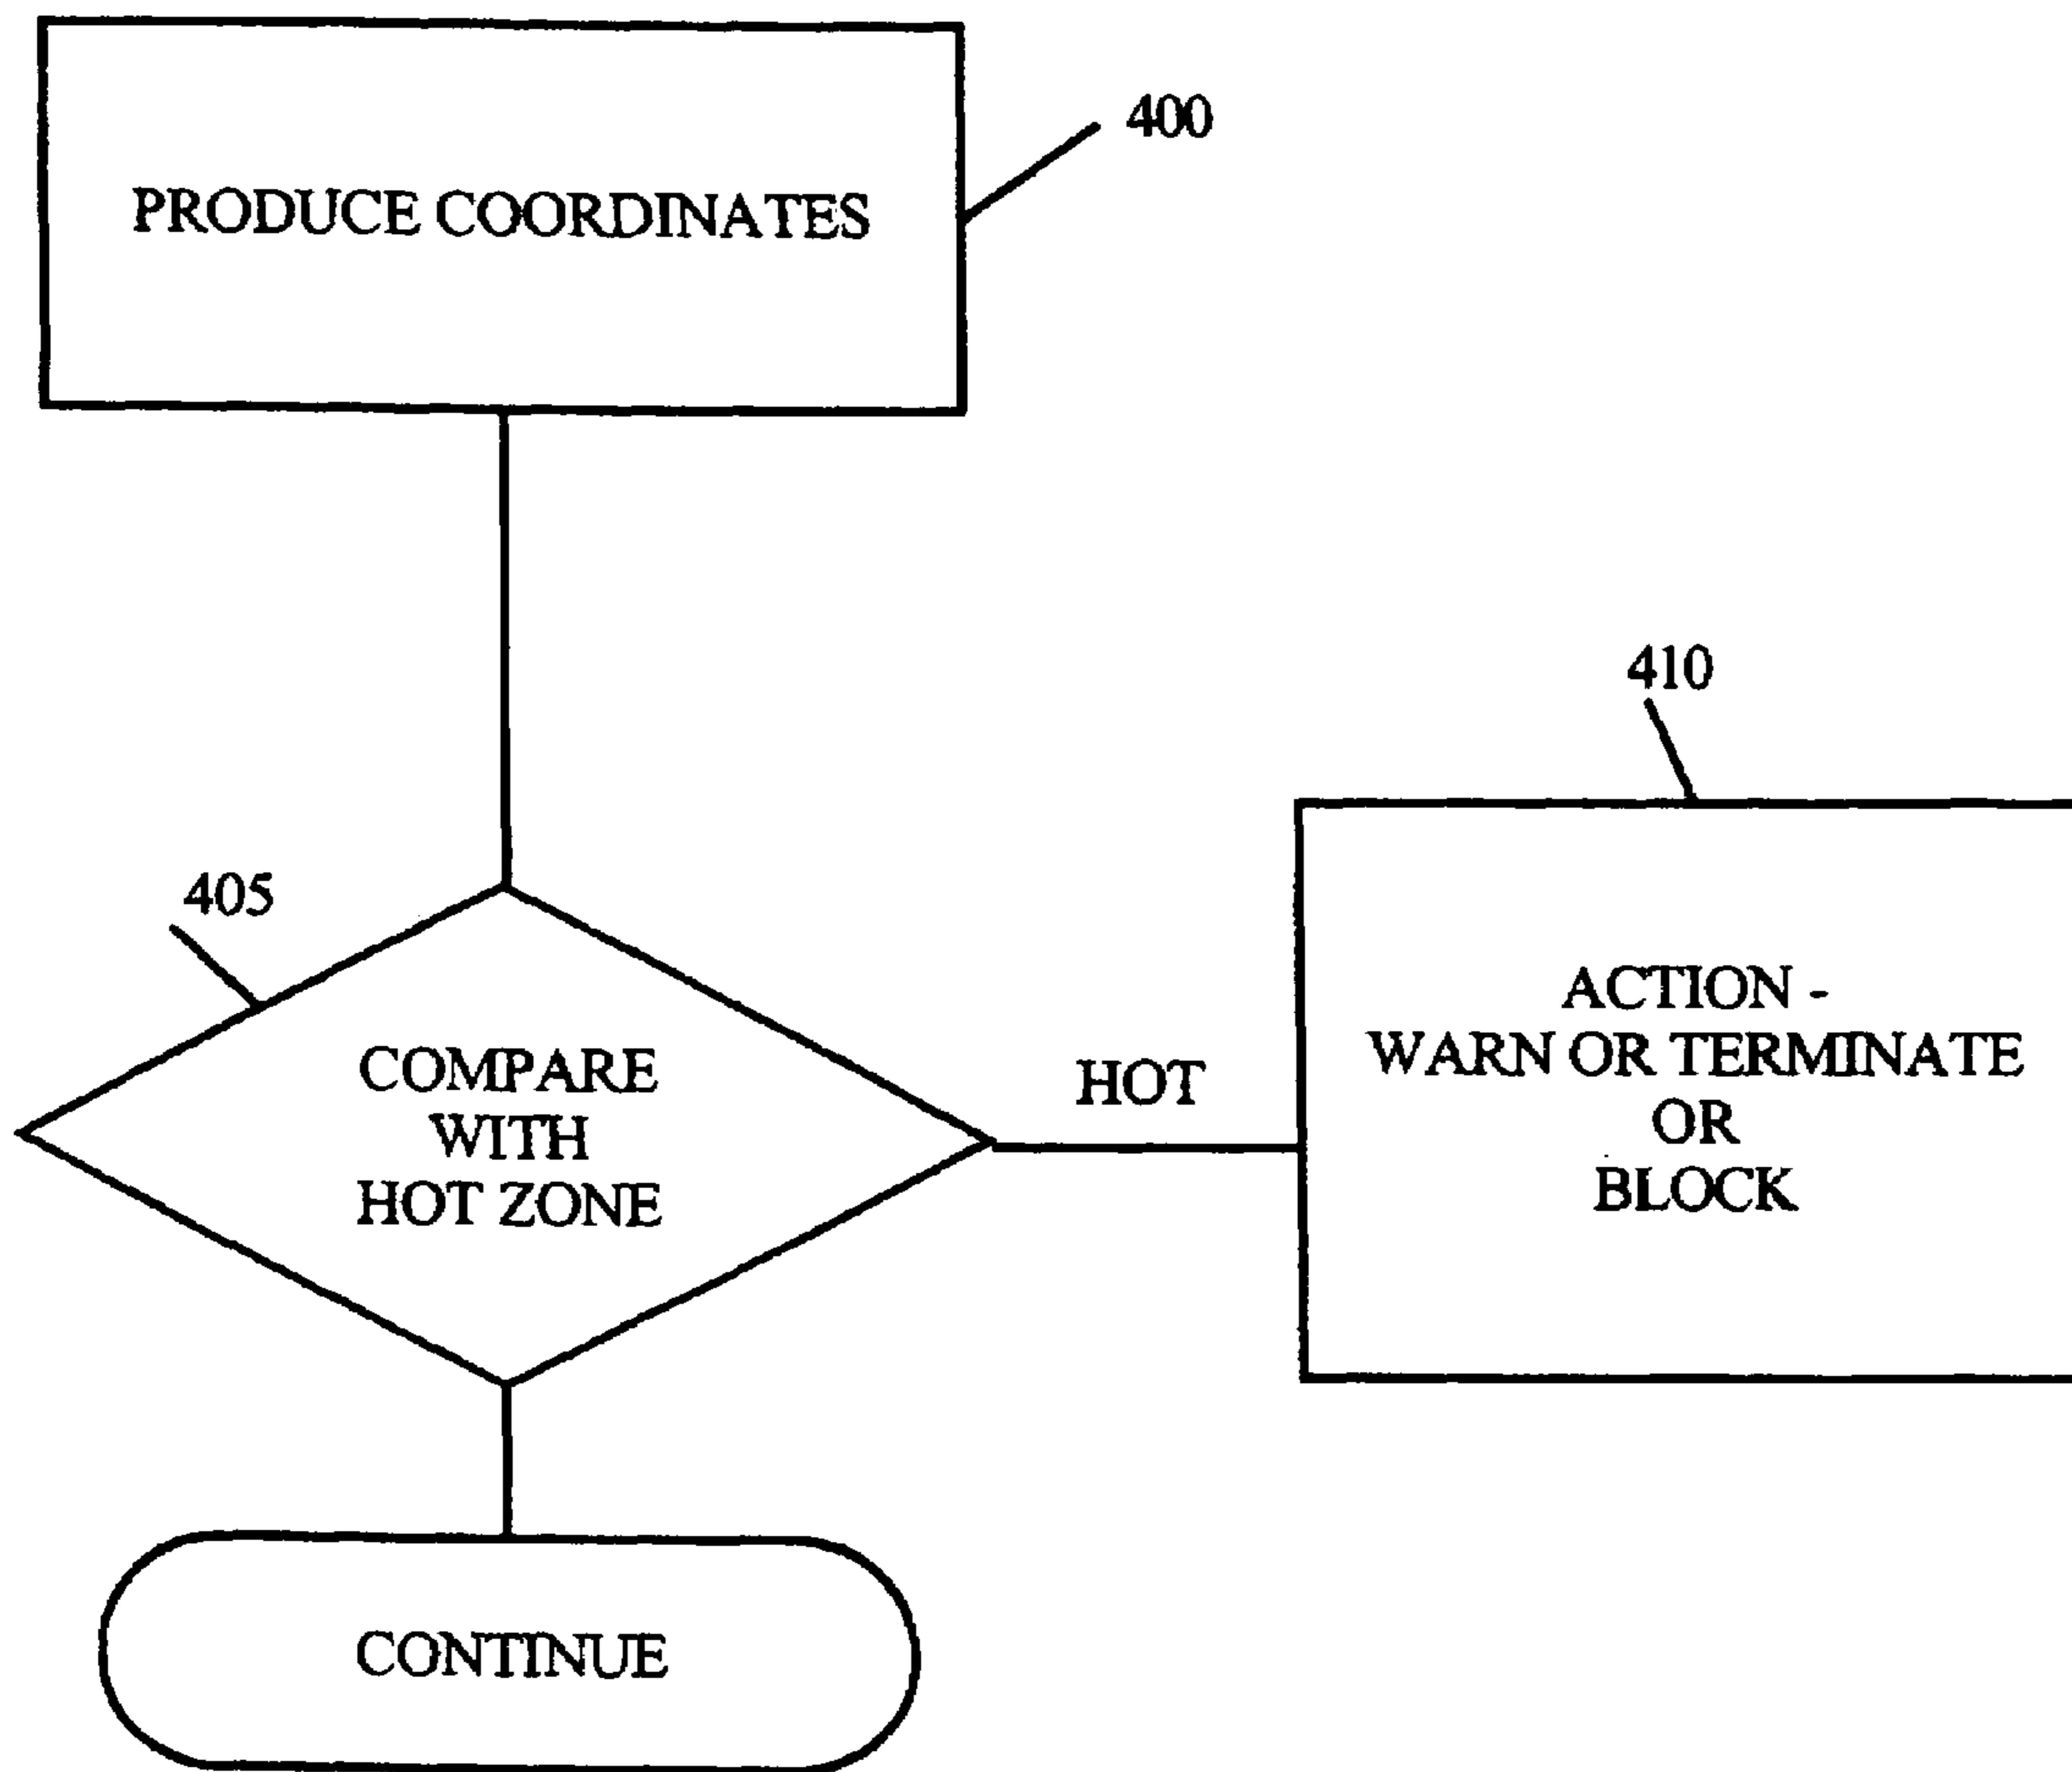 400
PRODUCE COORDINATES
410
405
COMPARE
WITH
HOT ZONE
HOT
ACTION -
WARN OR TERMINATE
OR
BLOCK
CONTINUE